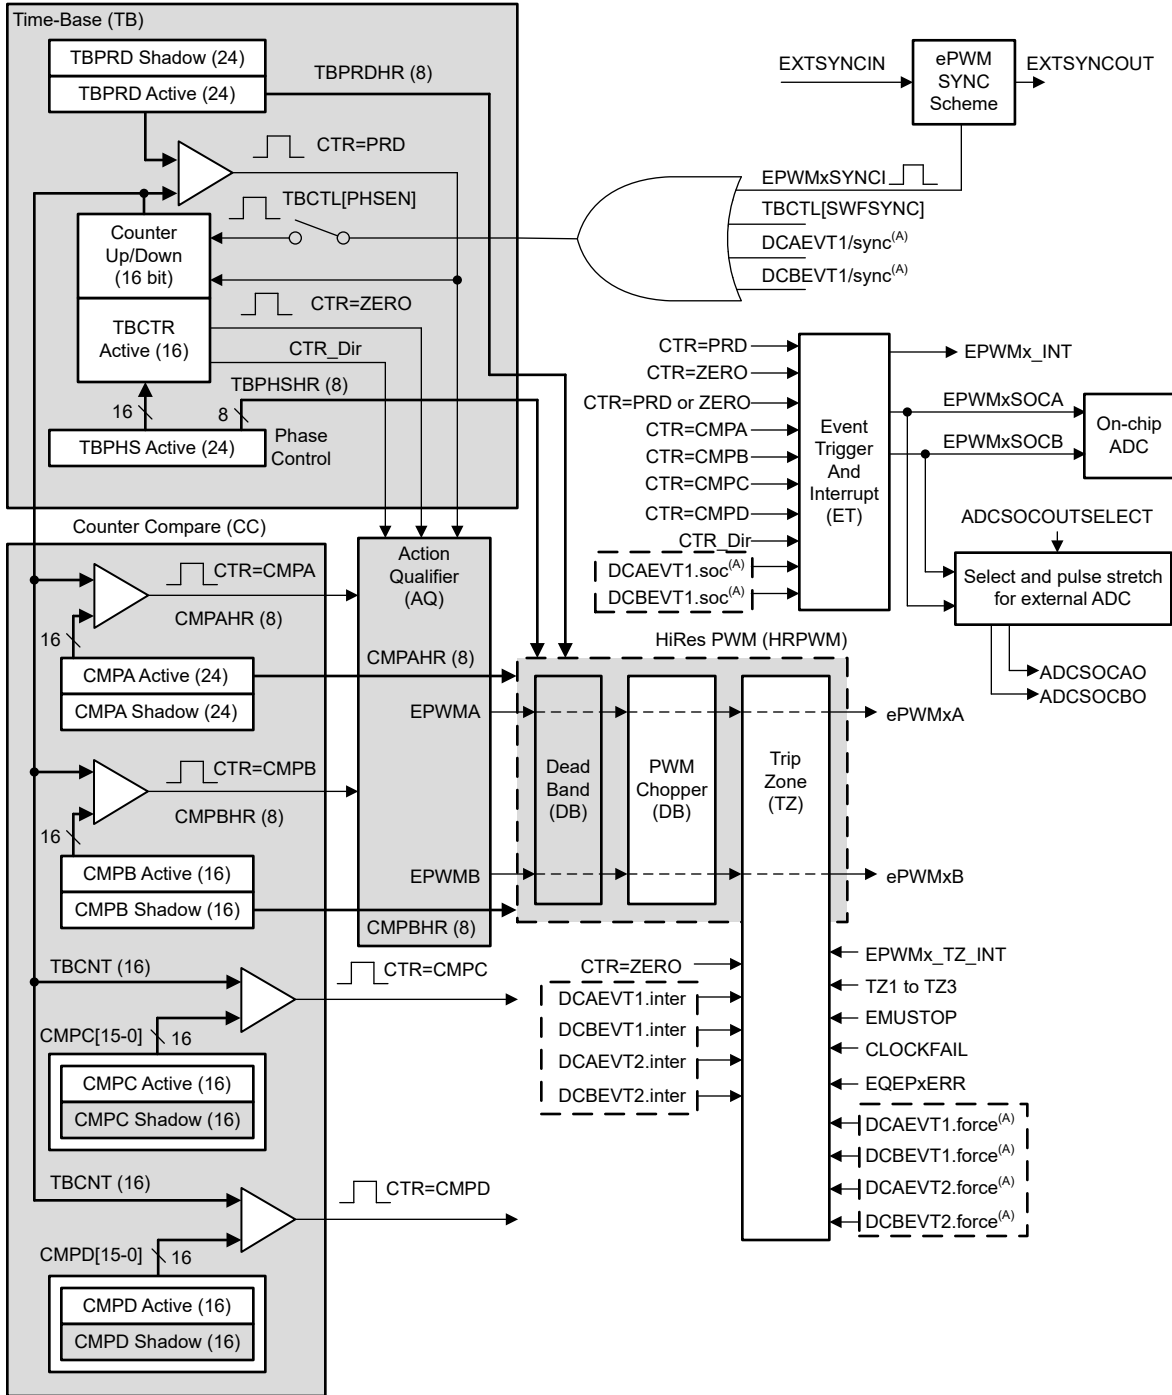 Time-Base (TB)
TBPRD Shadow (24)
TBPRD Active (24)
TBPRDHR (8)
CTR=PRD
TBCTL[PHSEN]
Counter
Up/Down
(16 bit)
CTR=ZERO
TBCTR
Active (16)
CTR_Dir
TBPHSHR (8)
16
8
TBPHS Active (24)
Phase
Control
EXTSYNCIN
ePWM
SYNC
Scheme
EXTSYNCOUT
EPWMxSYNCI
TBCTL[SWFSYNC]
DCAEVT1/sync(A)
DCBEVT1/sync(A)
CTR=PRD
CTR=ZERO
CTR=PRD or ZERO
CTR=CMPA
CTR=CMPB
CTR=CMPC
CTR=CMPD
CTR_Dir
DCAEVT1.soc(A)
DCBEVT1.soc(A)
Event
Trigger
And
Interrupt
(ET)
EPWMx_INT
EPWMxSOCA
EPWMxSOCB
On-chip
ADC
ADCSOCOUTSELECT
Select and pulse stretch
for external ADC
ADCSOCAO
ADCSOCBO
Counter Compare (CC)
CTR=CMPA
CMPAHR (8)
16
CMPA Active (24)
CMPA Shadow (24)
CTR=CMPB
CMPBHR (8)
16
CMPB Active (16)
CMPB Shadow (16)
TBCNT (16)
CTR=CMPC
CMPC[15-0]
16
CMPC Active (16)
CMPC Shadow (16)
TBCNT (16)
CTR=CMPD
CMPD[15-0]
16
CMPD Active (16)
CMPD Shadow (16)
Action
Qualifier
(AQ)
CMPAHR (8)
EPWMA
EPWMB
CMPBHR (8)
HiRes PWM (HRPWM)
Dead
Band
(DB)
PWM
Chopper
(DB)
Trip
Zone
(TZ)
ePWMxA
ePWMxB
CTR=ZERO
DCAEVT1.inter
DCBEVT1.inter
DCAEVT2.inter
DCBEVT2.inter
EPWMx_TZ_INT
TZ1 to TZ3
EMUSTOP
CLOCKFAIL
EQEPxERR
DCAEVT1.force(A)
DCBEVT1.force(A)
DCAEVT2.force(A)
DCBEVT2.force(A)